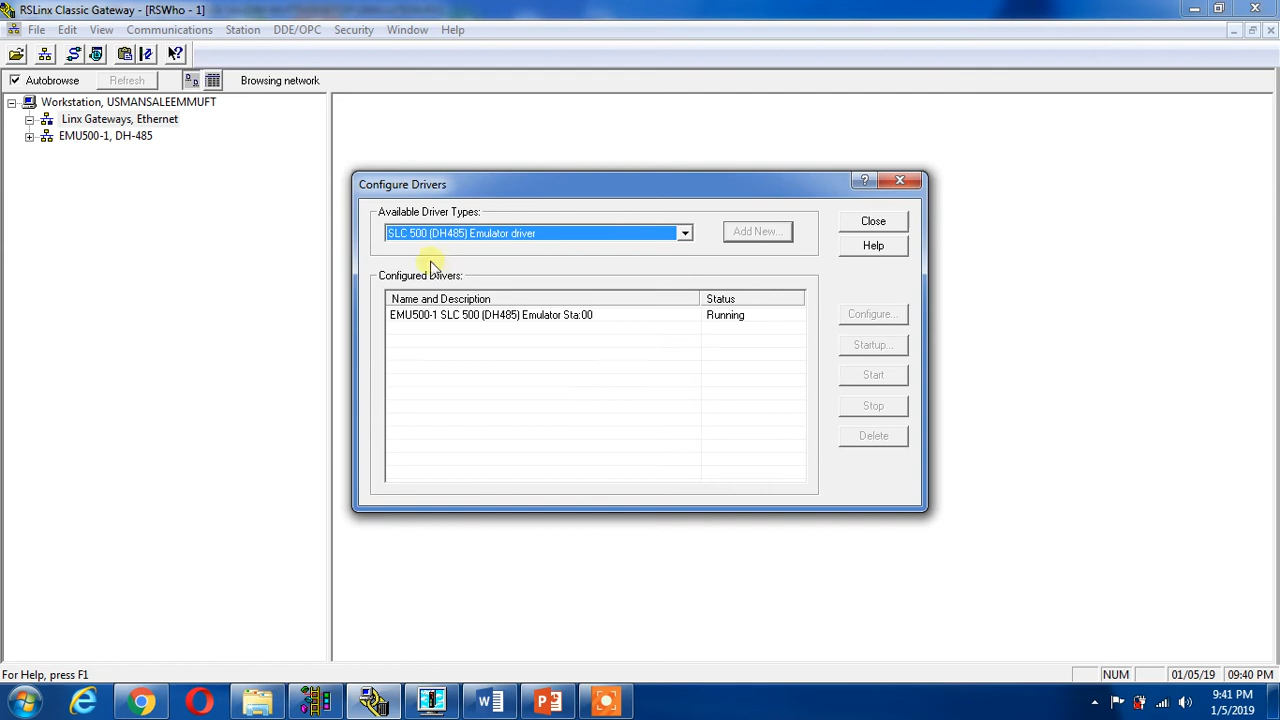 RSLinx Classic Gateway - [RSWho - 1]
File Edit View Communications Station DDE/OPC Security Window Help
Autobrowse Refresh Browsing network
Workstation, USMANSALEEMMUFT
Linx Gateways, Ethernet
EMU500-1, DH-485
Configure Drivers
Available Driver Types:
SLC 500 (DH485) Emulator driver
Add New...
Close
Help
Configured Drivers:
Name and Description Status
EMU500-1 SLC 500 (DH485) Emulator Sta:00 Running
Configure...
Startup...
Start
Stop
Delete
For Help, press F1
NUM 01/05/19 09:40 PM
9:41 PM
1/5/2019